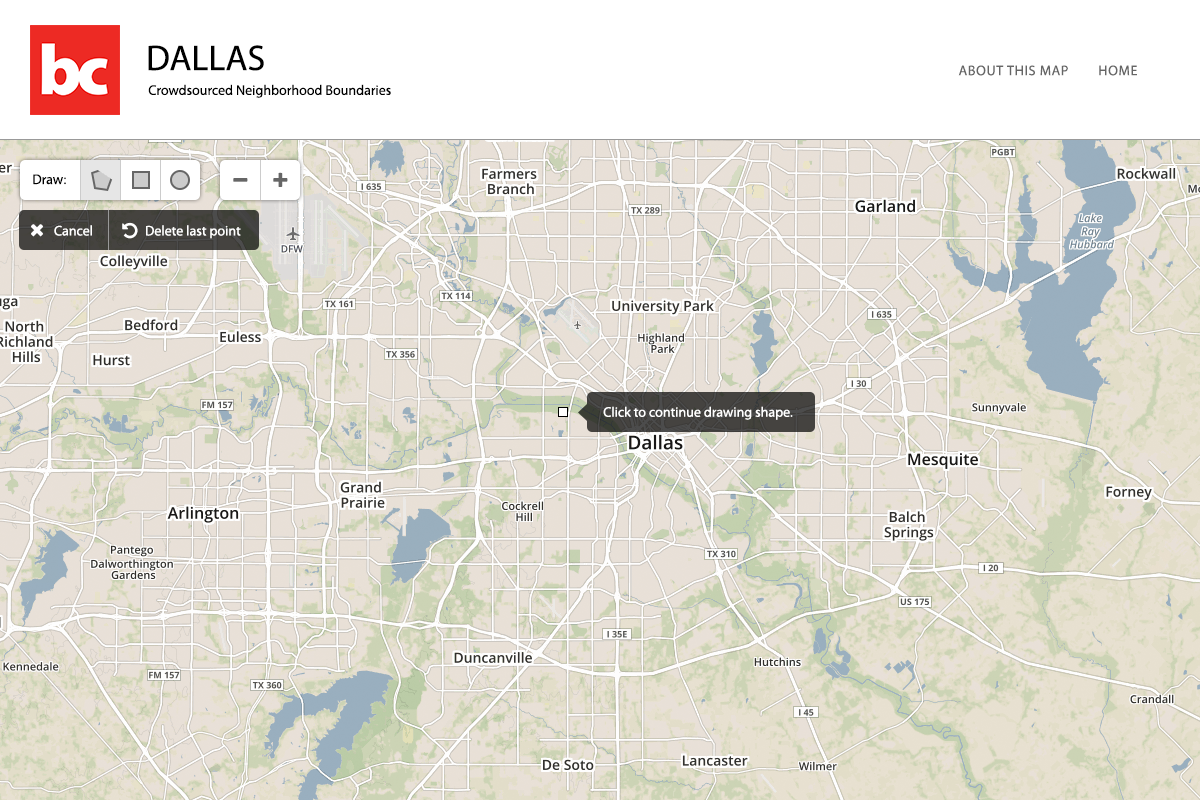 bc
DALLAS
Crowdsourced Neighborhood Boundaries
ABOUT THIS MAP
HOME
Draw:
Cancel
Delete last point
Click to continue drawing shape.
I 635
Farmers
Branch
PGBT
Rockwall
TX 289
Garland
Lake
Ray
Hubbard
DFW
Colleyville
TX 161
TX 114
University Park
I 635
North
Richland
Hills
Bedford
Euless
Highland
Park
Hurst
TX 356
I 30
FM 157
Sunnyvale
Dallas
Mesquite
Grand
Prairie
Forney
Arlington
Cockrell
Hill
Balch
Springs
Pantego
Dalworthington
Gardens
TX 310
I 20
US 175
I 35E
Duncanville
Hutchins
Kennedale
FM 157
TX 360
Crandall
I 45
De Soto
Lancaster
Wilmer